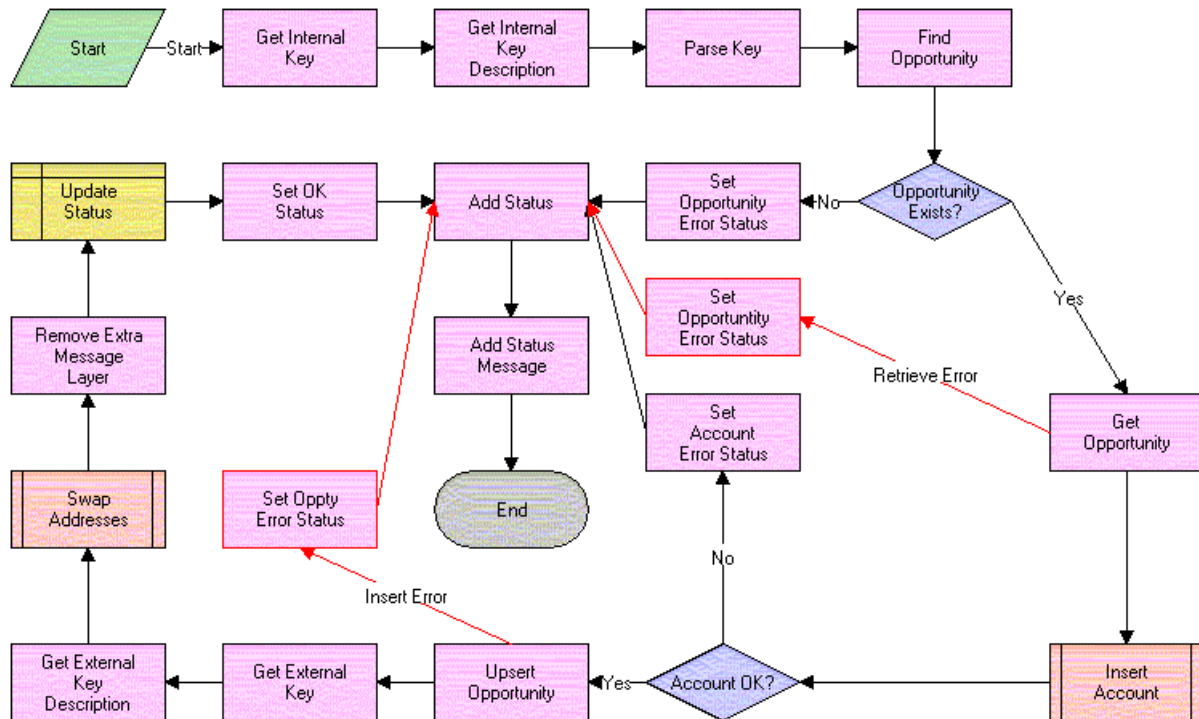 Start
Start
Get Internal
Key
Get Internal
Key
Description
Parse Key
Find
Opportunity
Update
Status
Set OK
Status
Add Status
Set
Opportunity
Error Status
No
Opportunity
Exists?
Yes
Remove Extra
Message
Layer
Add Status
Message
Set
Opportuntity
Error Status
Retrieve Error
Set
Account
Error Status
Get
Opportunity
Swap
Addresses
Set Oppty
Error Status
End
No
Insert Error
Get External
Key
Description
Get External
Key
Upsert
Opportunity
Yes
Account OK?
Insert
Account